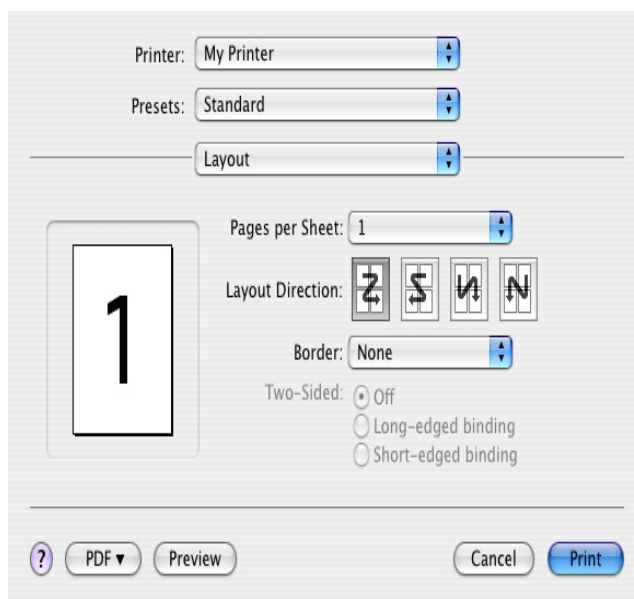 Printer: My Printer
Presets: Standard
Layout
Pages per Sheet: 1
Layout Direction:
Border: None
Two-Sided: Off
Long-edged binding
Short-edged binding
1
? PDF▼ Preview Cancel Print